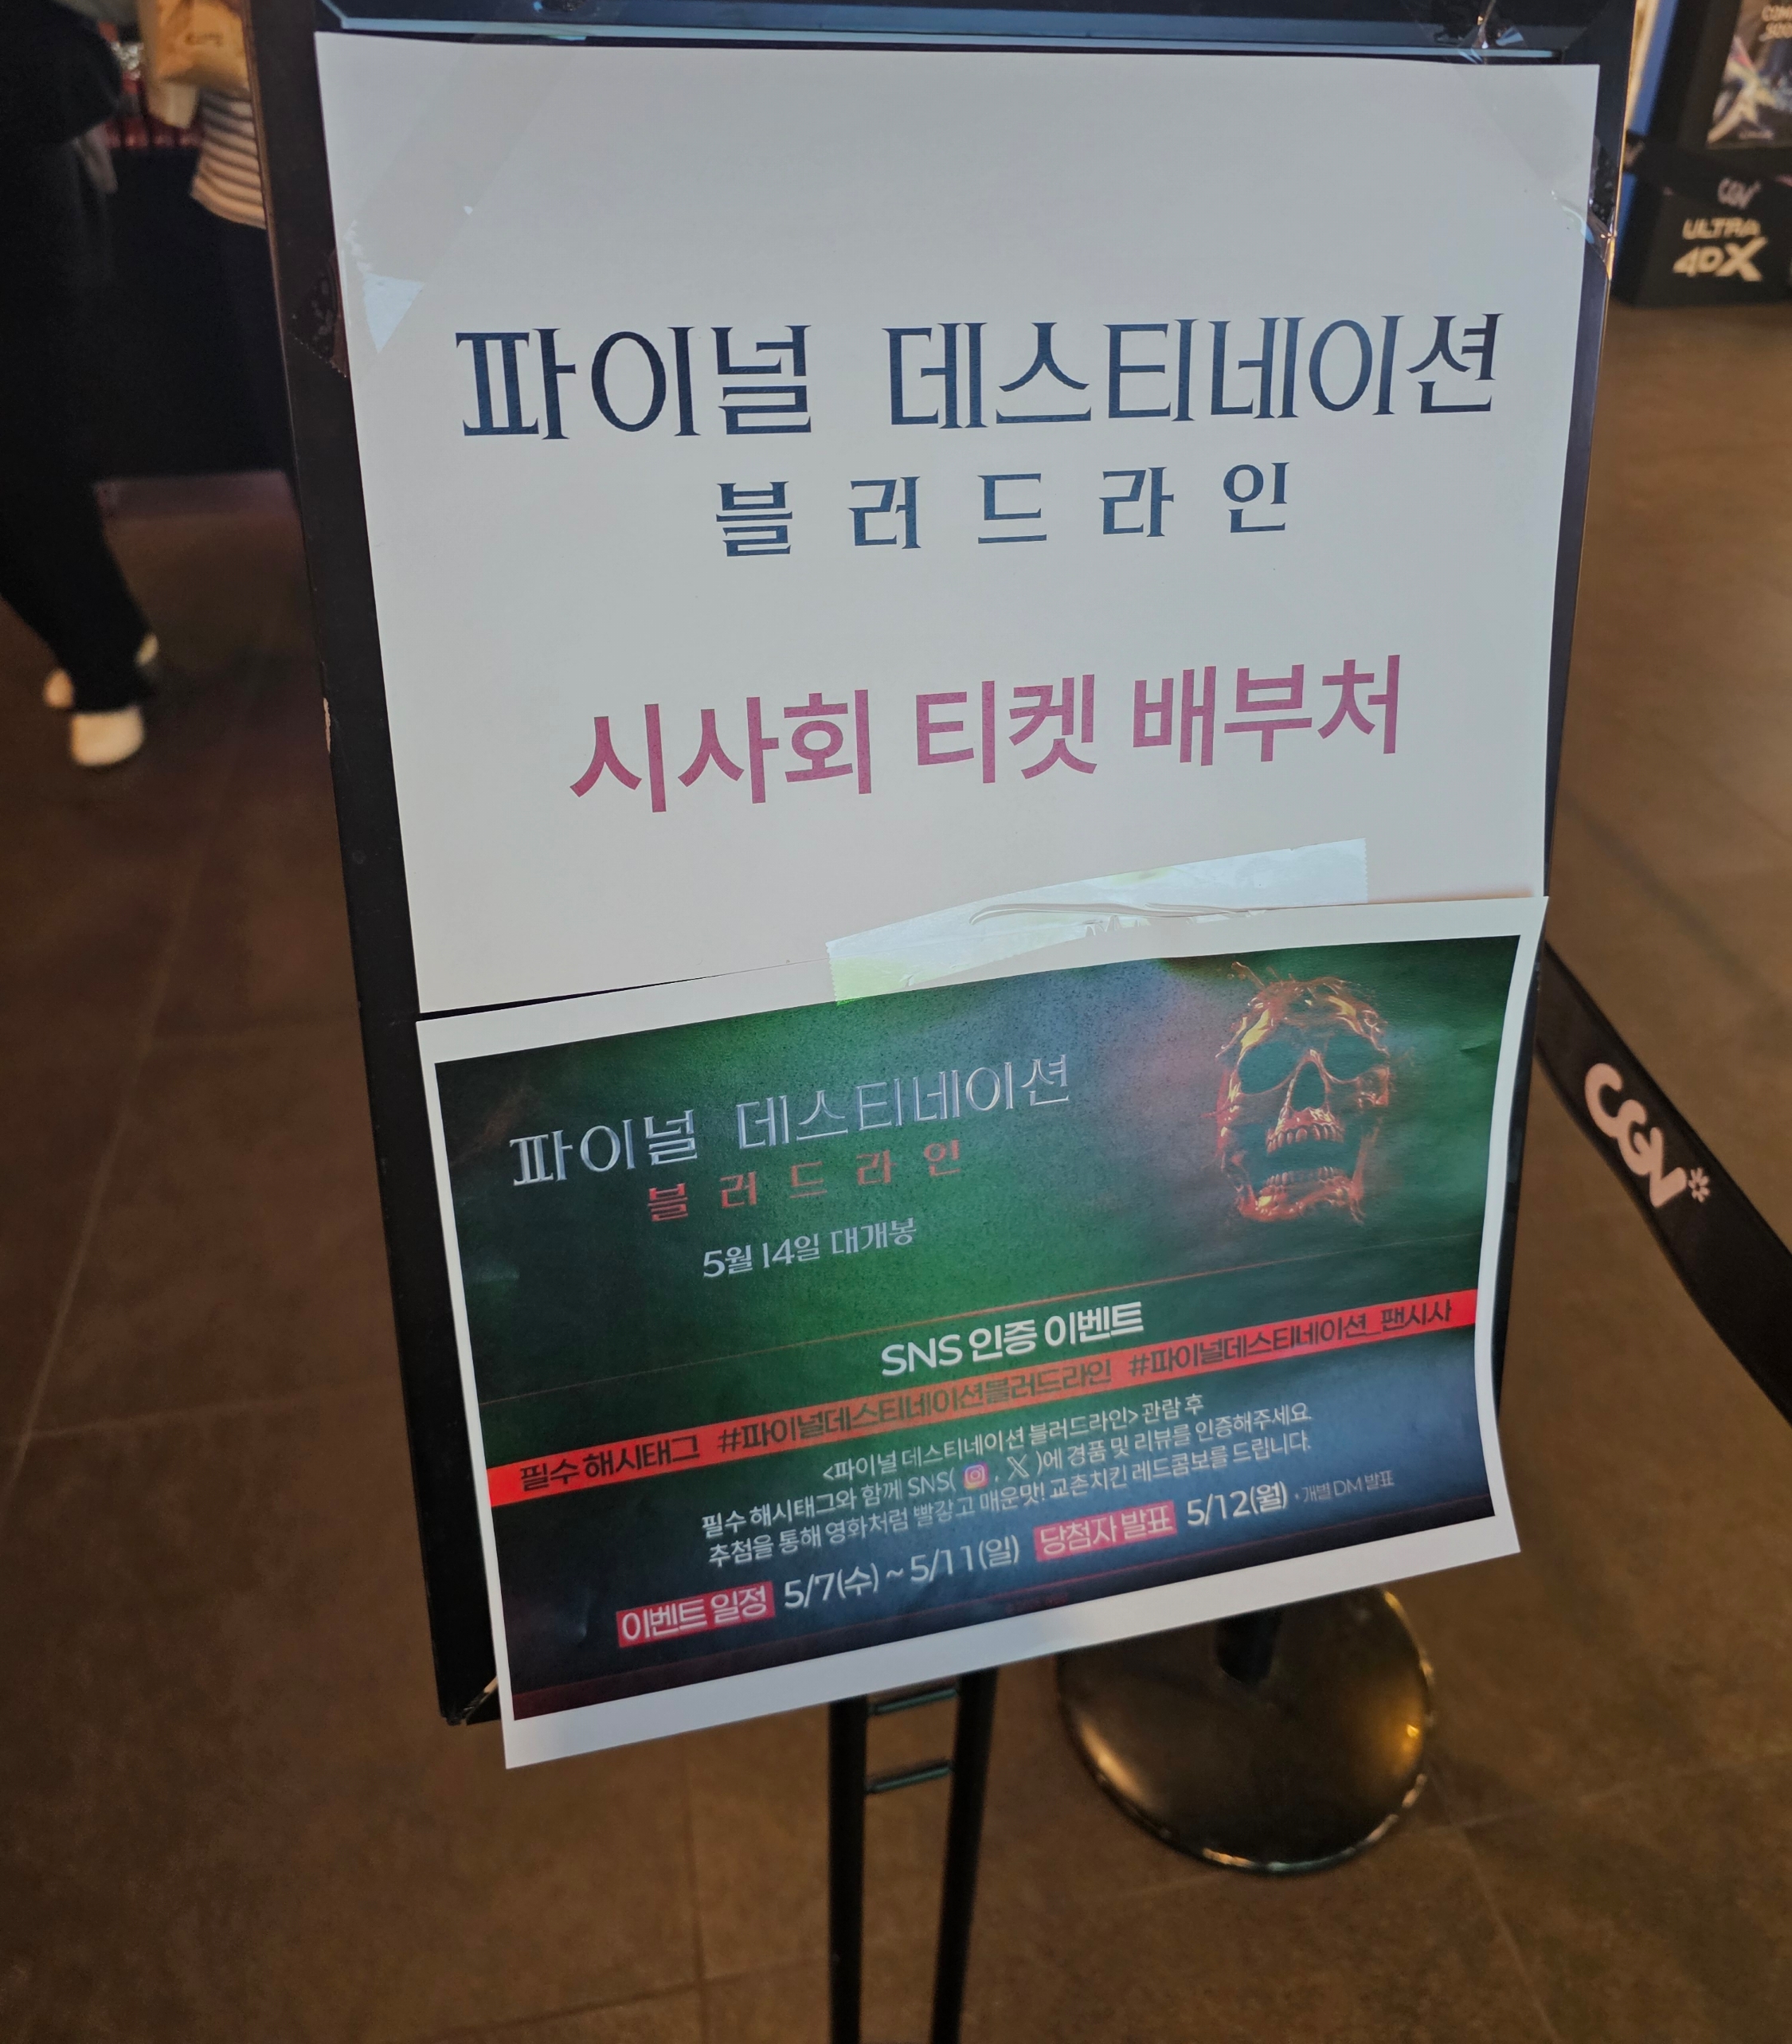 파이널 데스티네이션
블러드라인
시사회 티켓 배부처
파이널 데스티네이션
블러드라인
5월 14일 대개봉
SNS 인증 이벤트
필수 해시태그 #파이널데스티네이션블러드라인 #파이널데스티네이션_팬시사
<파이널 데스티네이션 블러드라인> 관람 후
필수 해시태그와 함께 SNS( , X )에 경품 및 리뷰를 인증해주세요
추첨을 통해 영화처럼 빨갛고 매운맛! 교촌치킨 레드콤보를 드립니다.
이벤트 일정 5/7(수) ~ 5/11(일) 당첨자 발표 5/12(월) · 개별 DM 발표
CGV
CGV
ULTRA
4DX